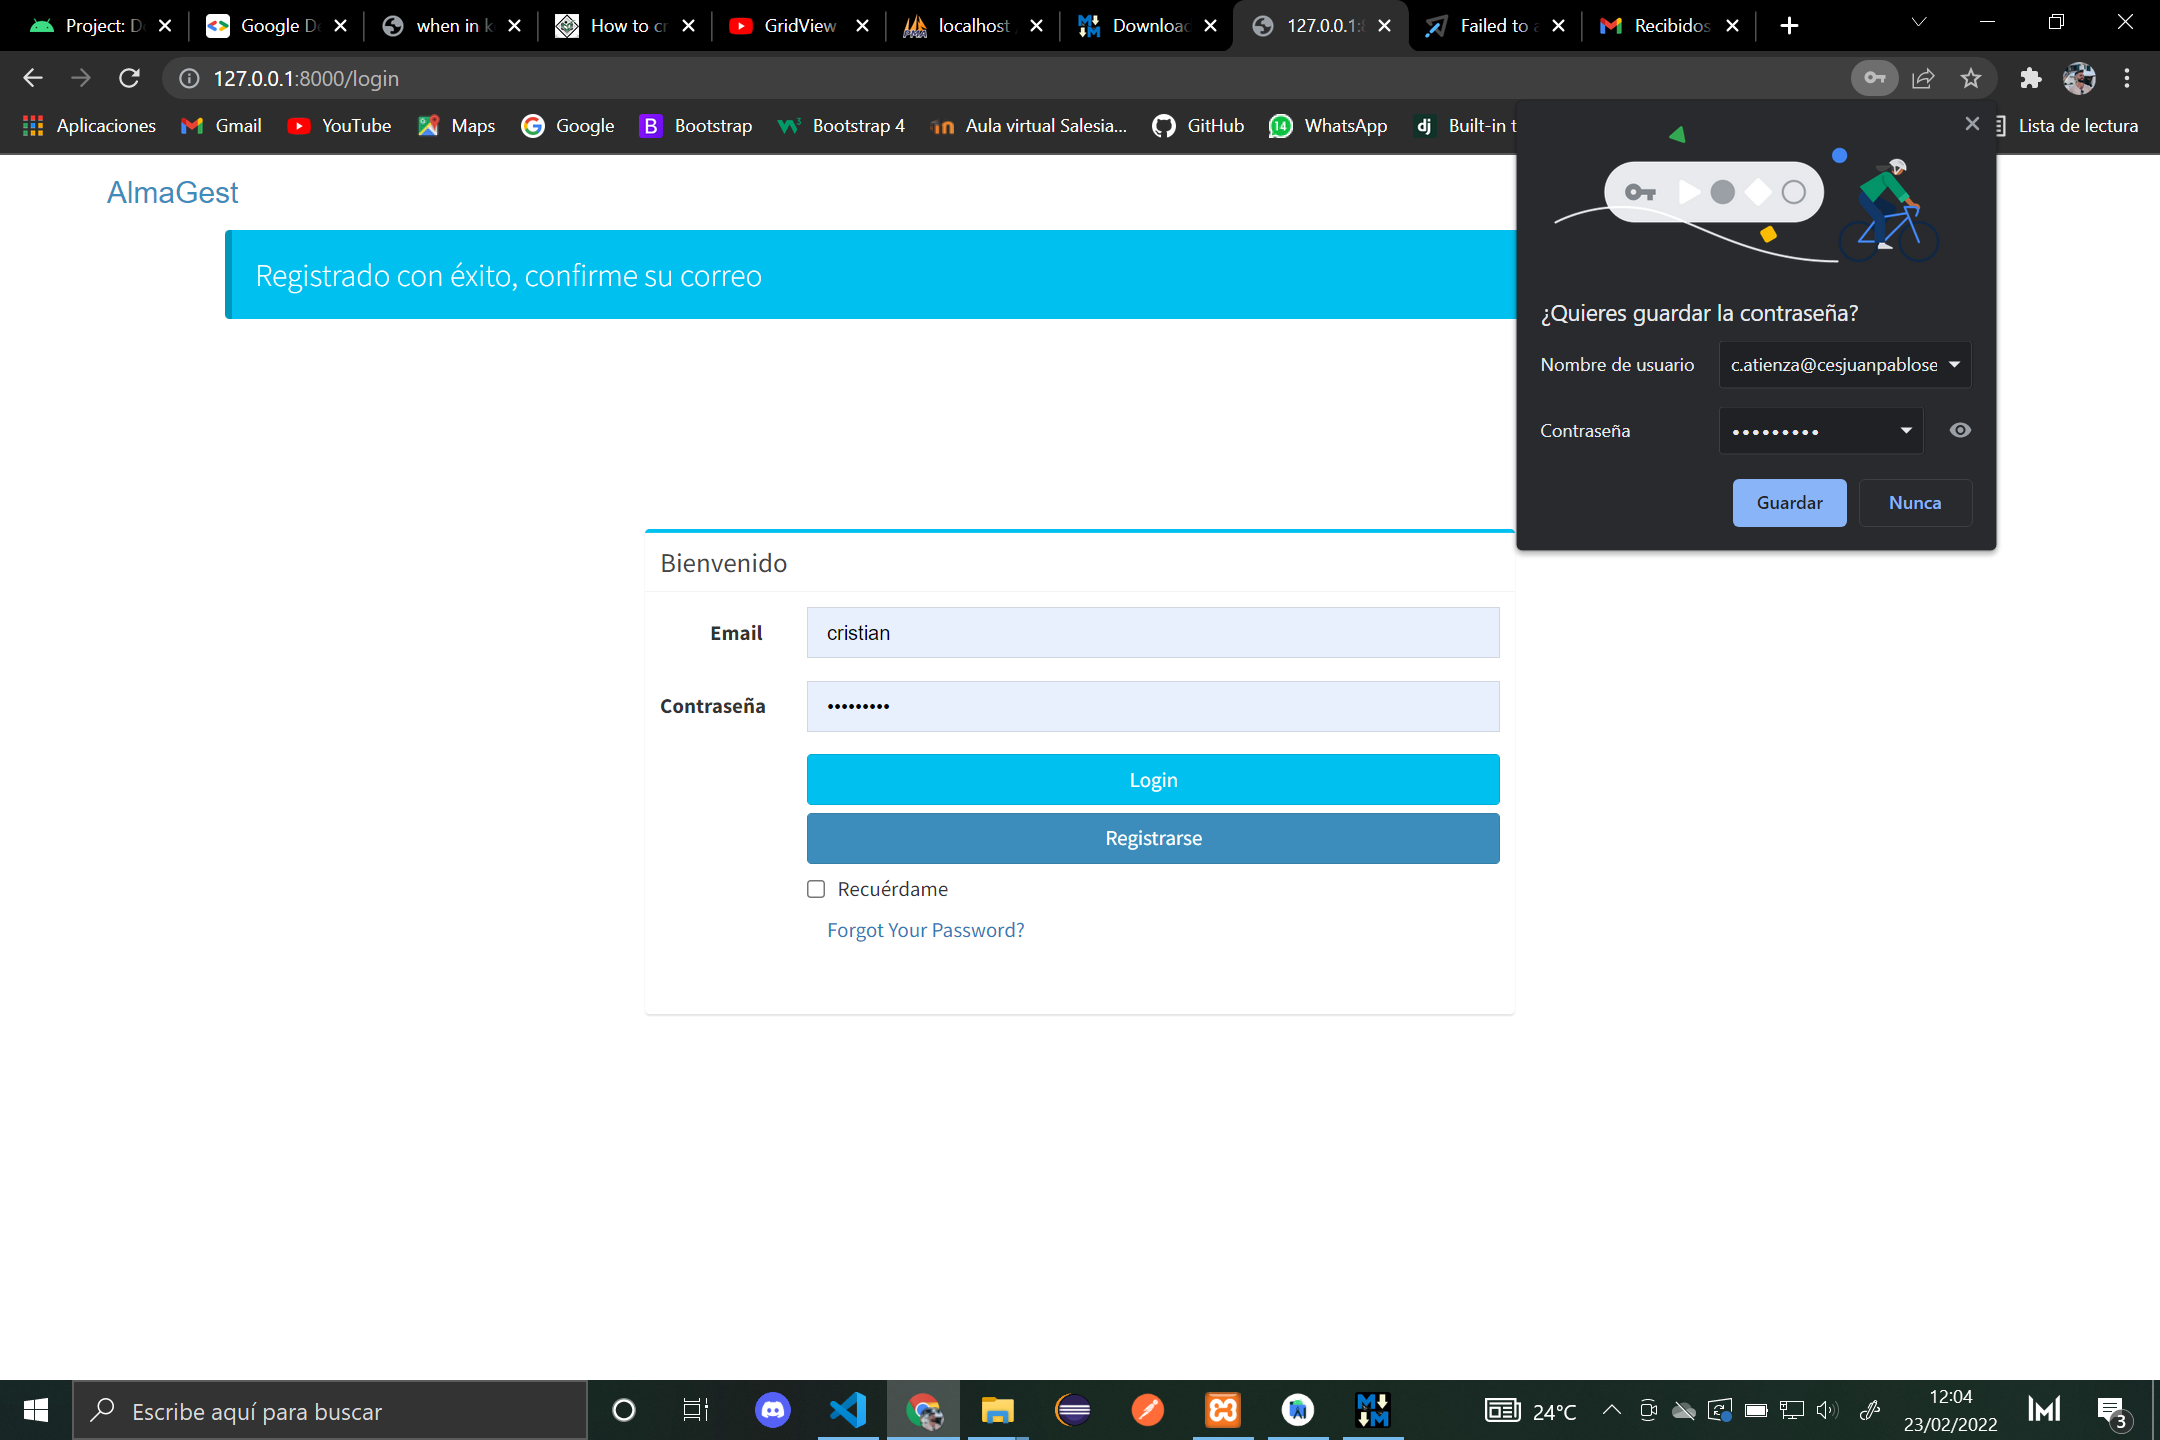 Project: D
Google De
when in k
How to cr
GridView
localhost
Download
127.0.0.1:8
Failed to a
Recibidos
127.0.0.1:8000/login
Aplicaciones
Gmail
YouTube
Maps
Google
Bootstrap
Bootstrap 4
Aula virtual Salesia...
GitHub
WhatsApp
Built-in t
Lista de lectura
AlmaGest
Registrado con éxito, confirme su correo
¿Quieres guardar la contraseña?
Nombre de usuario
c.atienza@cesjuanpablose
Contraseña
Guardar
Nunca
Bienvenido
Email
cristian
Contraseña
Login
Registrarse
Recuérdame
Forgot Your Password?
Escribe aquí para buscar
24°C
12:04
23/02/2022
3